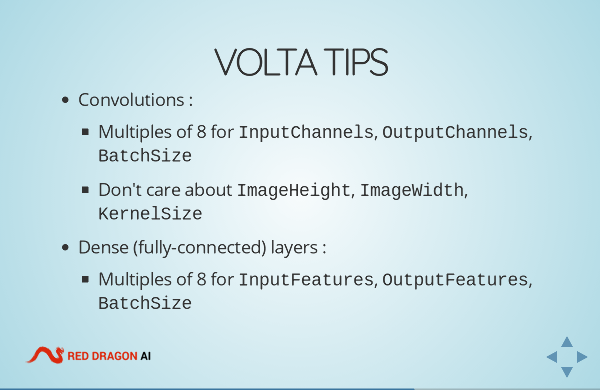 VOLTA TIPS
Convolutions :
Multiples of 8 for InputChannels, OutputChannels,
BatchSize
Don't care about ImageHeight, ImageWidth,
KernelSize
Dense (fully-connected) layers :
Multiples of 8 for InputFeatures, OutputFeatures,
BatchSize
RED DRAGON AI